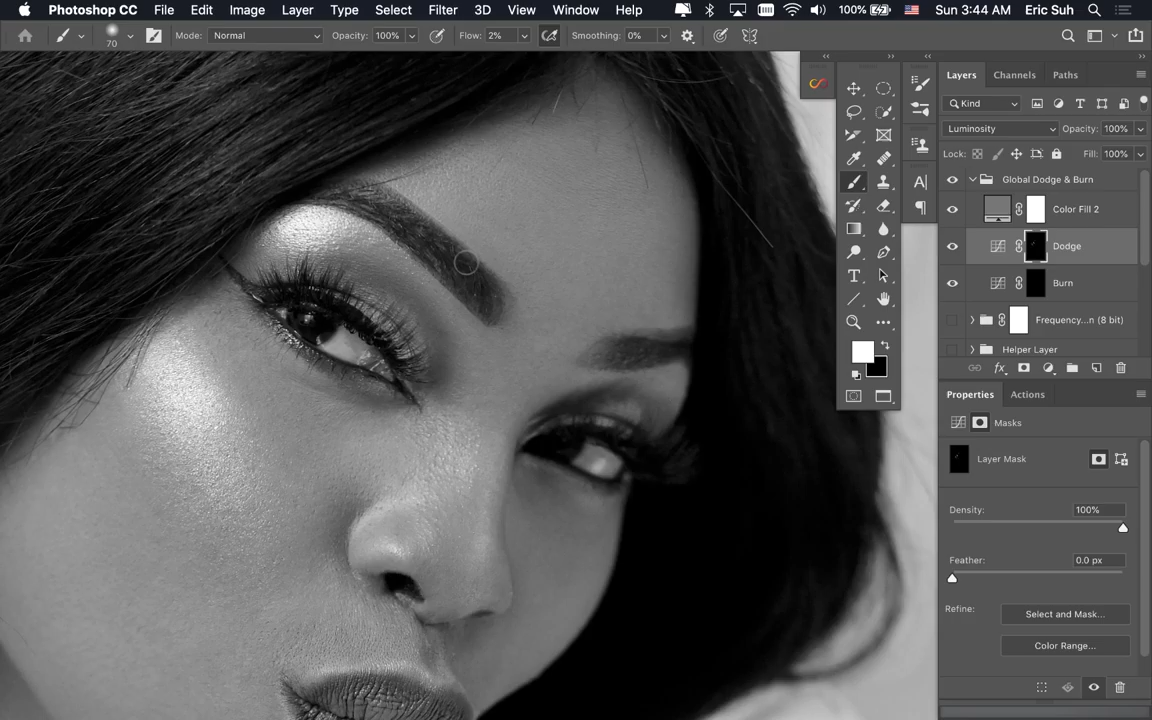 Photoshop CC File Edit Image Layer Type Select Filter 3D View Window Help 100% Sun 3:44 AM Eric Suh
70 Mode: Normal Opacity: 100% Flow: 2% Smoothing: 0%
Layers Channels Paths
Kind
Luminosity Opacity: 100%
Lock: Fill: 100%
Global Dodge & Burn
Color Fill 2
Dodge
Burn
Frequency...n (8 bit)
Helper Layer
fx
Properties Actions
Masks
Layer Mask
Density: 100%
Feather: 0.0 px
Refine: Select and Mask...
Color Range...